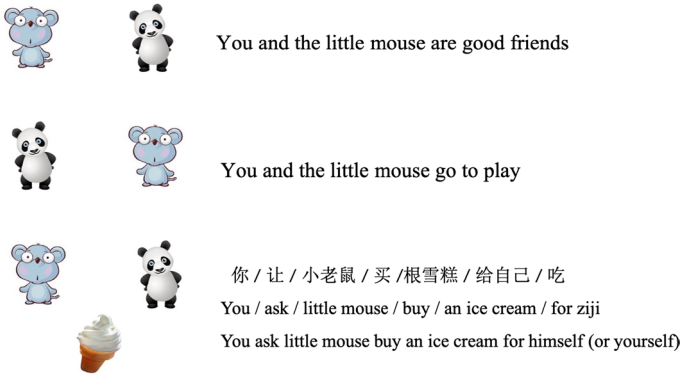 You and the little mouse are good friends
You and the little mouse go to play
你 / 让 / 小老鼠 / 买 /根雪糕 / 给自己 / 吃
You / ask / little mouse / buy / an ice cream / for ziji
You ask little mouse buy an ice cream for himself (or yourself)